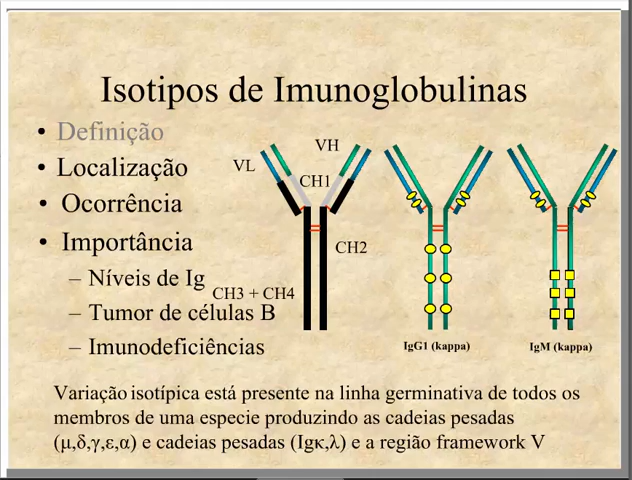 Isotipos de Imunoglobulinas
• Definição
• Localização
• Ocorrência
• Importância
– Níveis de Ig
– Tumor de células B
– Imunodeficiências
VH
VL
CH1
CH2
CH3 + CH4
IgG1 (kappa)
IgM (kappa)
Variação isotípica está presente na linha germinativa de todos os
membros de uma especie produzindo as cadeias pesadas
(μ,δ,γ,ε,α) e cadeias pesadas (Igκ,λ) e a região framework V